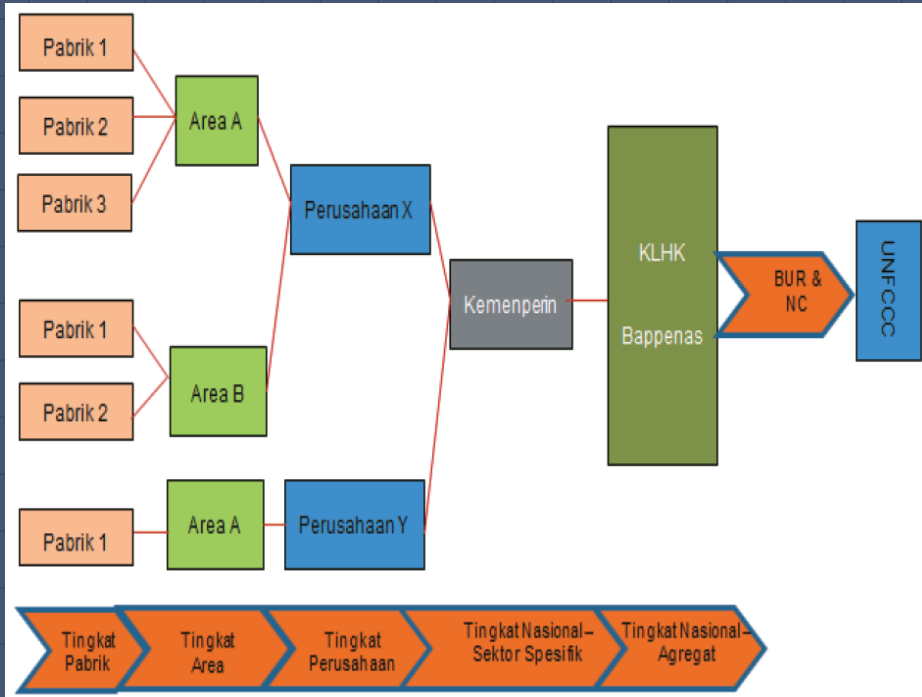 Pabrik 1
Pabrik 2
Pabrik 3
Area A
Perusahaan X
Pabrik 1
Pabrik 2
Area B
Pabrik 1
Area A
Perusahaan Y
Kemenperin
KLHK
Bappenas
BUR &
NC
UNFCCC
Tingkat
Pabrik
Tingkat
Area
Tingkat
Perusahaan
Tingkat Nasional–
Sektor Spesifik
Tingkat Nasional–
Agregat